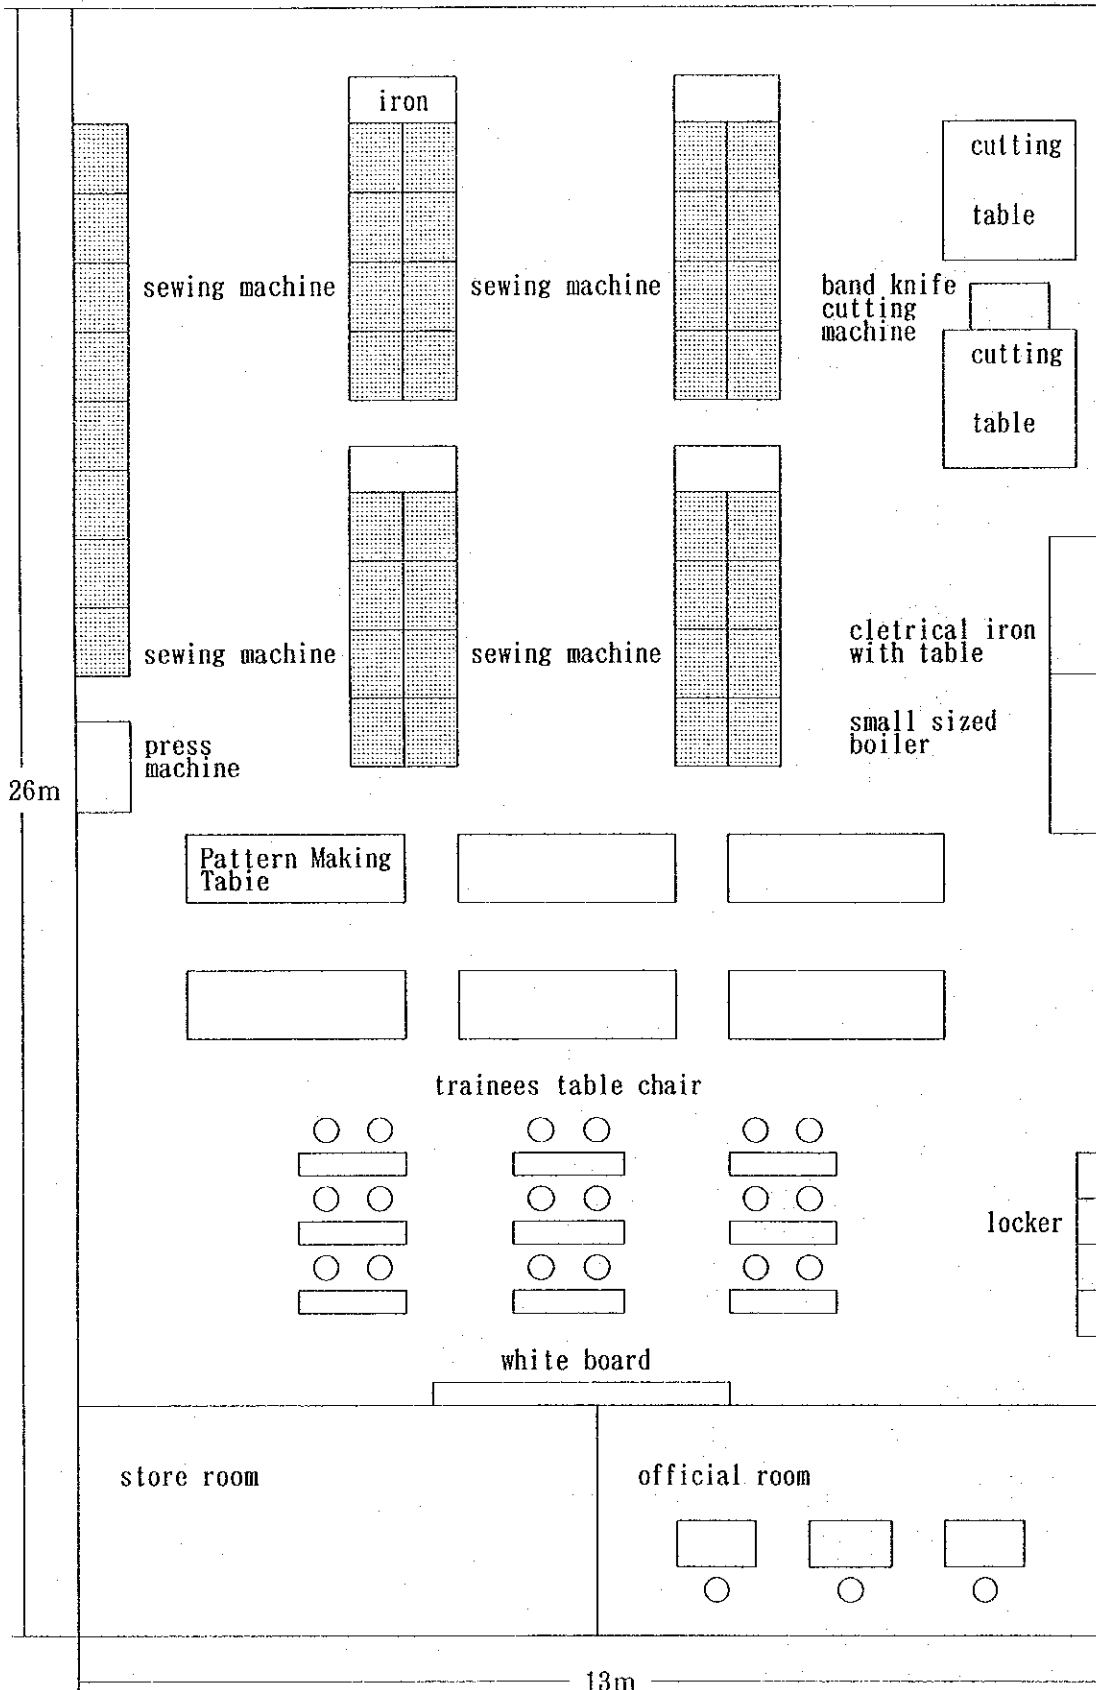 iron
cutting
table
sewing machine
sewing machine
band knife
cutting
machine
cutting
table
sewing machine
sewing machine
cletrical iron
with table
small sized
boiler
press
machine
26m
Pattern Making
Tabie
trainees table chair
locker
white board
store room
official room
13m